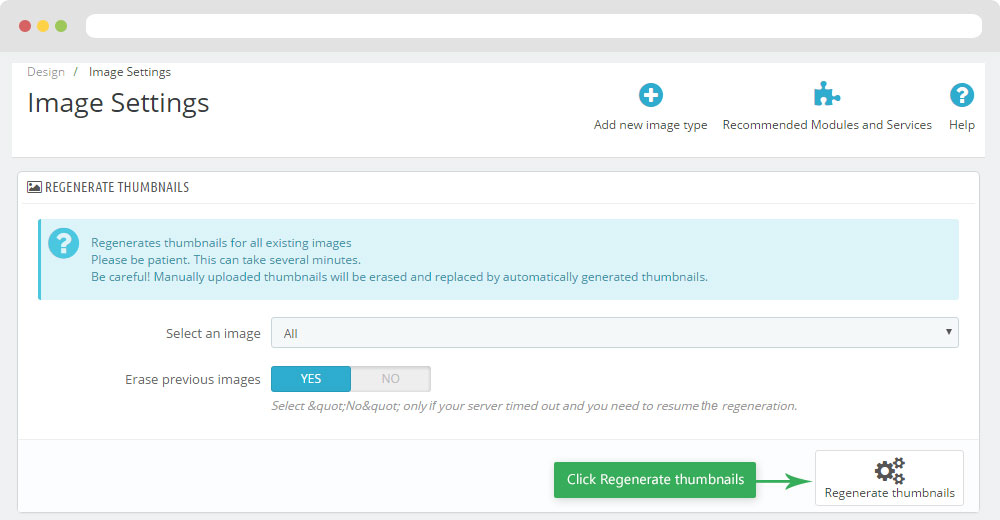 Design / Image Settings
Image Settings
Add new image type
Recommended Modules and Services
Help
REGENERATE THUMBNAILS
Regenerates thumbnails for all existing images
Please be patient. This can take several minutes.
Be careful! Manually uploaded thumbnails will be erased and replaced by automatically generated thumbnails.
Select an image
All
Erase previous images
YES
NO
Select &quot;No&quot; only if your server timed out and you need to resume the regeneration.
Click Regenerate thumbnails
Regenerate thumbnails